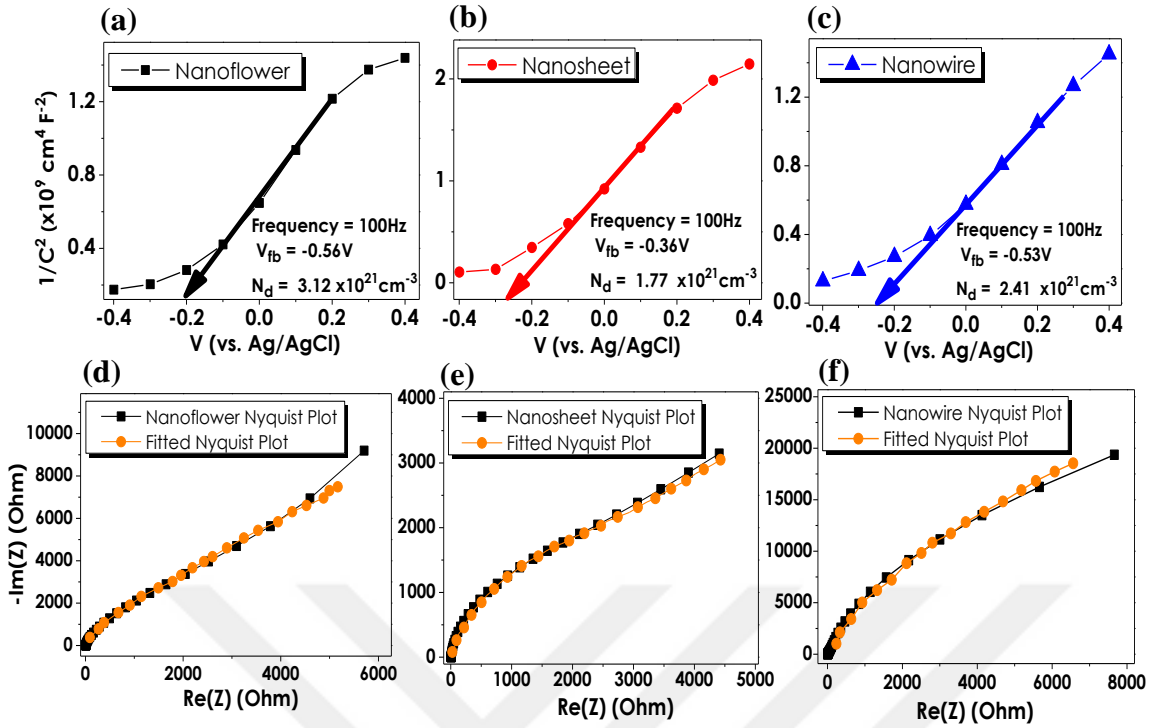 (a)
Nanoflower
1/C² (x10⁹ cm⁴ F⁻²)
1.2
0.8
0.4
Frequency = 100Hz
V_fb = -0.56V
N_d = 3.12 x10²¹cm⁻³
-0.4 -0.2 0.0 0.2 0.4
V (vs. Ag/AgCl)
(b)
Nanosheet
2
1
0
Frequency = 100Hz
V_fb = -0.36V
N_d = 1.77 x10²¹cm⁻³
-0.4 -0.2 0.0 0.2 0.4
V (vs. Ag/AgCl)
(c)
Nanowire
1.2
0.6
0.0
Frequency = 100Hz
V_fb = -0.53V
N_d = 2.41 x10²¹cm⁻³
-0.4 -0.2 0.0 0.2 0.4
V (vs. Ag/AgCl)
(d)
Nanoflower Nyquist Plot
Fitted Nyquist Plot
-Im(Z) (Ohm)
10000
8000
6000
4000
2000
0
0 2000 4000 6000
Re(Z) (Ohm)
(e)
Nanosheet Nyquist Plot
Fitted Nyquist Plot
4000
3000
2000
1000
0
0 1000 2000 3000 4000 5000
Re(Z) (Ohm)
(f)
Nanowire Nyquist Plot
Fitted Nyquist Plot
25000
20000
15000
10000
5000
0
0 2000 4000 6000 8000
Re(Z) (Ohm)